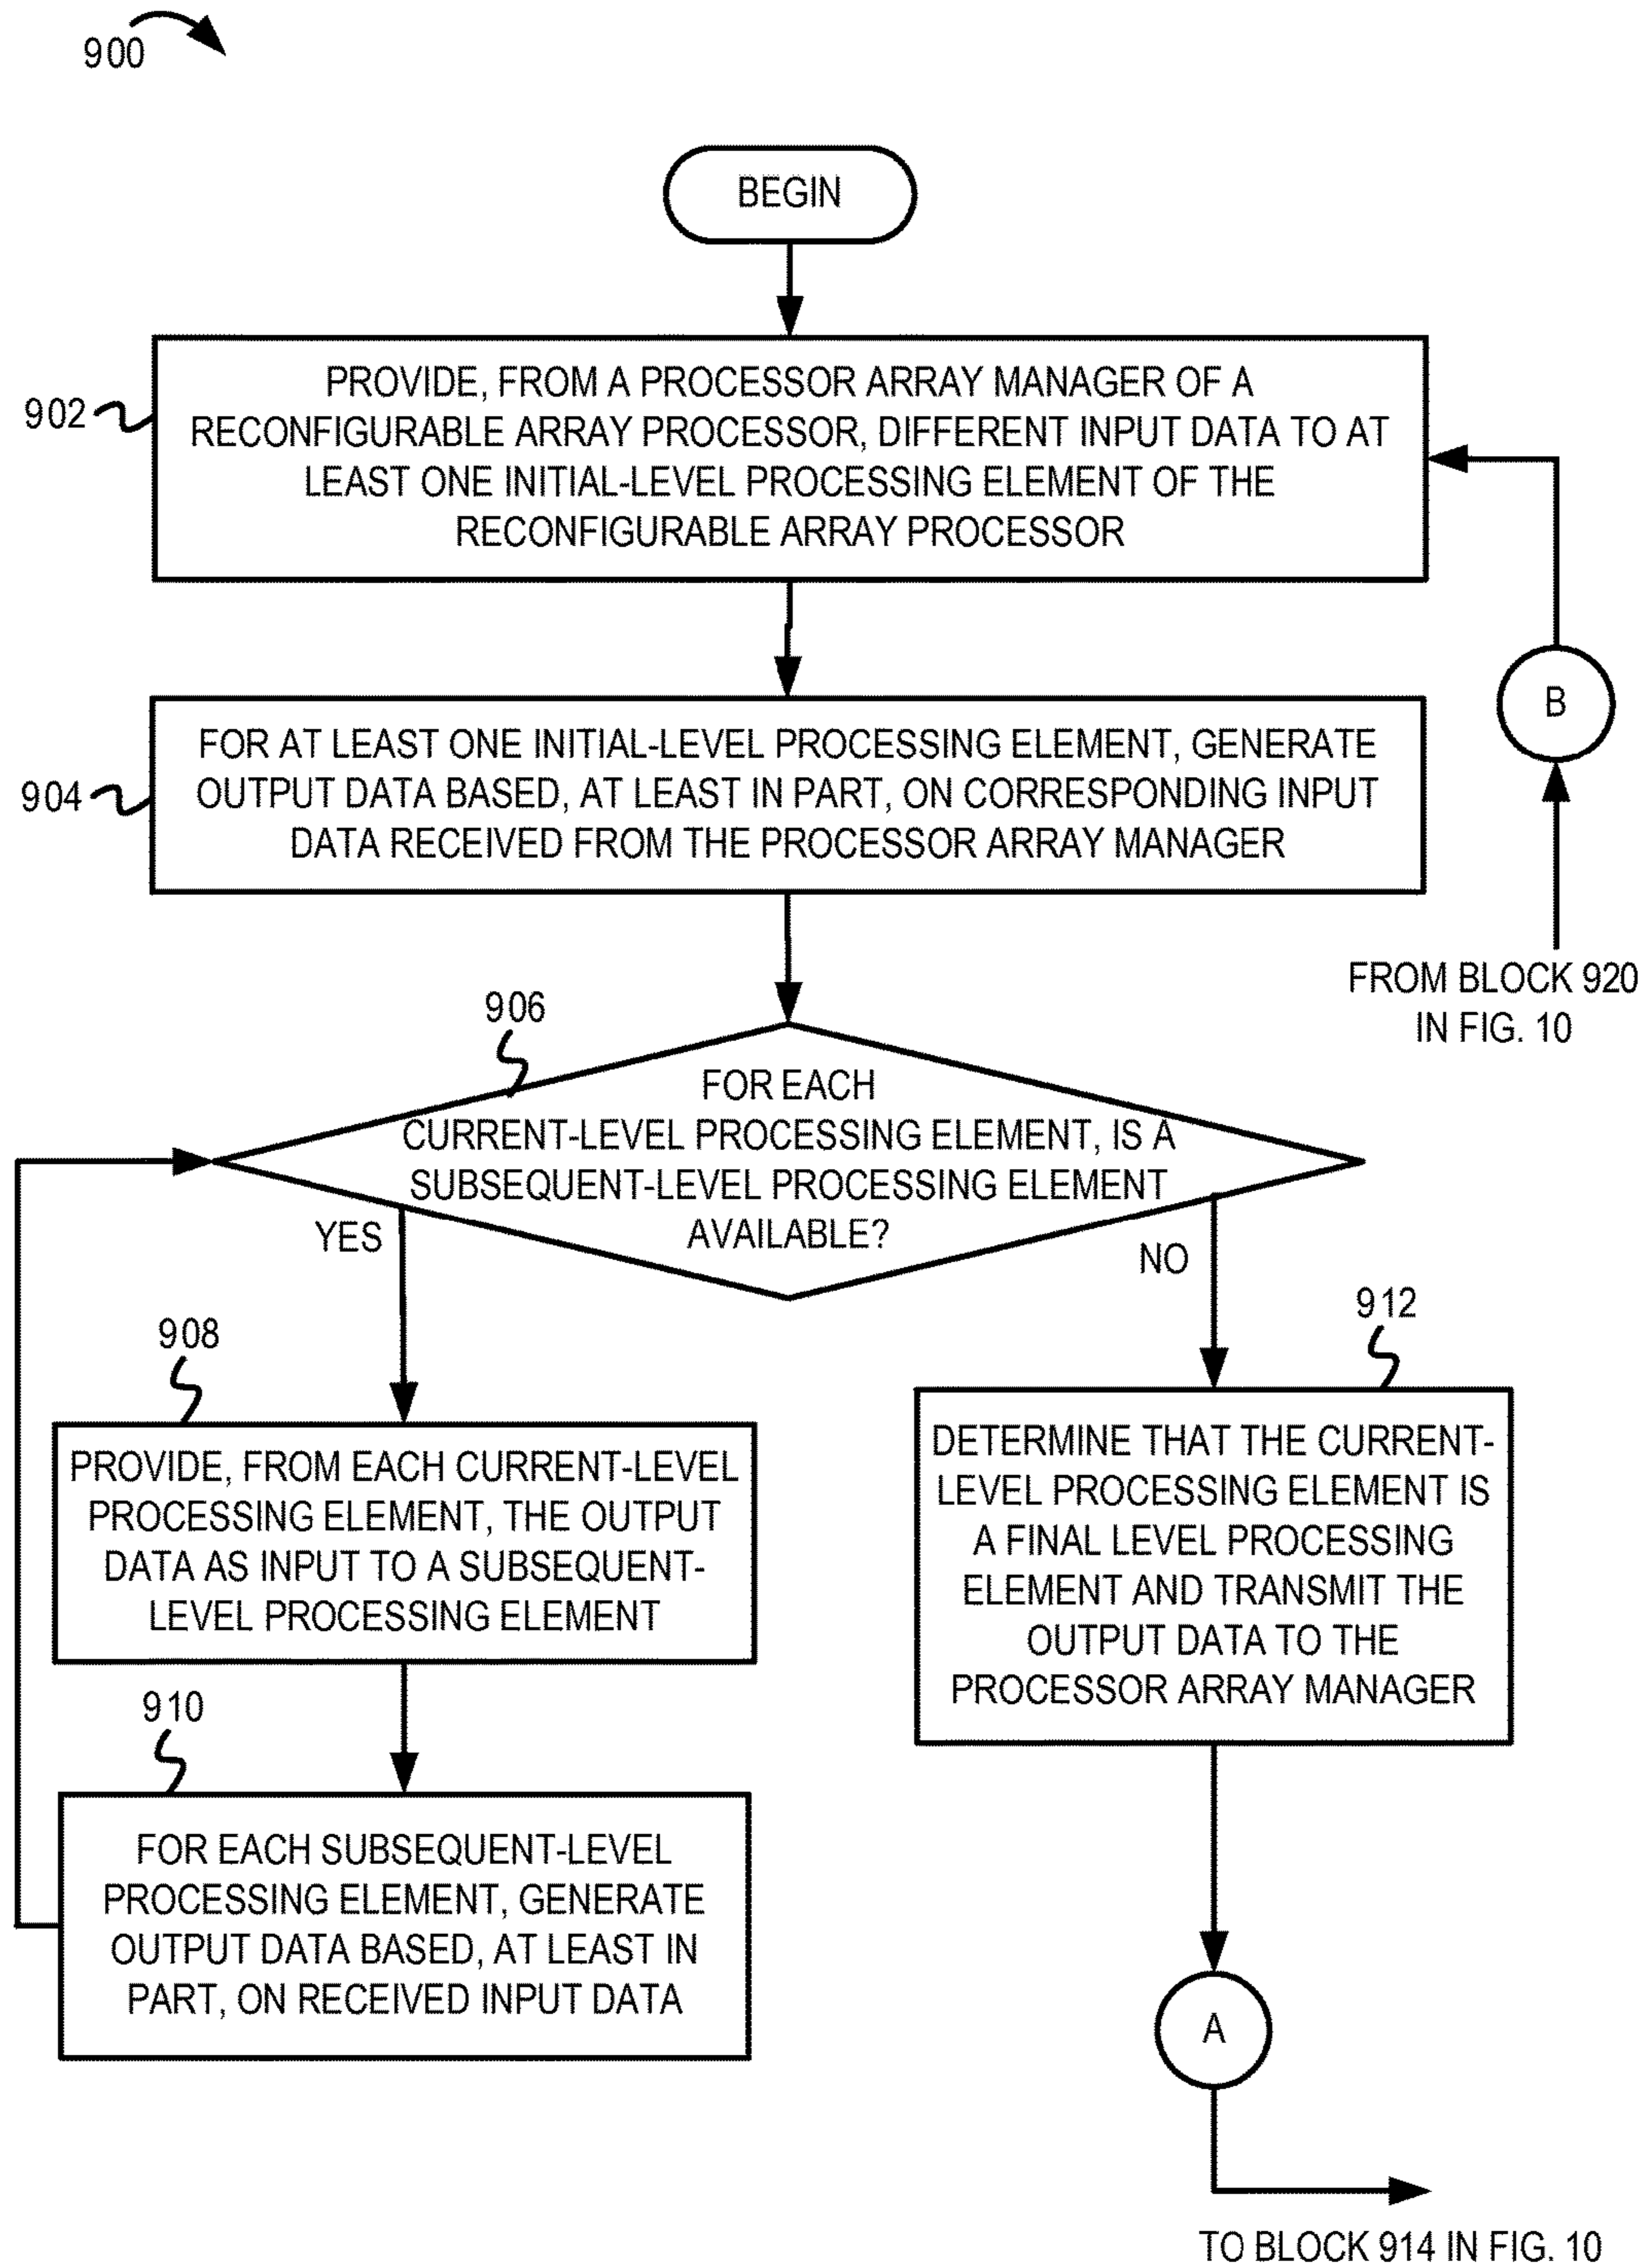 900
BEGIN
902
PROVIDE, FROM A PROCESSOR ARRAY MANAGER OF A
RECONFIGURABLE ARRAY PROCESSOR, DIFFERENT INPUT DATA TO AT
LEAST ONE INITIAL-LEVEL PROCESSING ELEMENT OF THE
RECONFIGURABLE ARRAY PROCESSOR
B
904
FOR AT LEAST ONE INITIAL-LEVEL PROCESSING ELEMENT, GENERATE
OUTPUT DATA BASED, AT LEAST IN PART, ON CORRESPONDING INPUT
DATA RECEIVED FROM THE PROCESSOR ARRAY MANAGER
FROM BLOCK 920
IN FIG. 10
906
FOR EACH
CURRENT-LEVEL PROCESSING ELEMENT, IS A
SUBSEQUENT-LEVEL PROCESSING ELEMENT
AVAILABLE?
YES
NO
908
PROVIDE, FROM EACH CURRENT-LEVEL
PROCESSING ELEMENT, THE OUTPUT
DATA AS INPUT TO A SUBSEQUENT-
LEVEL PROCESSING ELEMENT
912
DETERMINE THAT THE CURRENT-
LEVEL PROCESSING ELEMENT IS
A FINAL LEVEL PROCESSING
ELEMENT AND TRANSMIT THE
OUTPUT DATA TO THE
PROCESSOR ARRAY MANAGER
910
FOR EACH SUBSEQUENT-LEVEL
PROCESSING ELEMENT, GENERATE
OUTPUT DATA BASED, AT LEAST IN
PART, ON RECEIVED INPUT DATA
A
TO BLOCK 914 IN FIG. 10